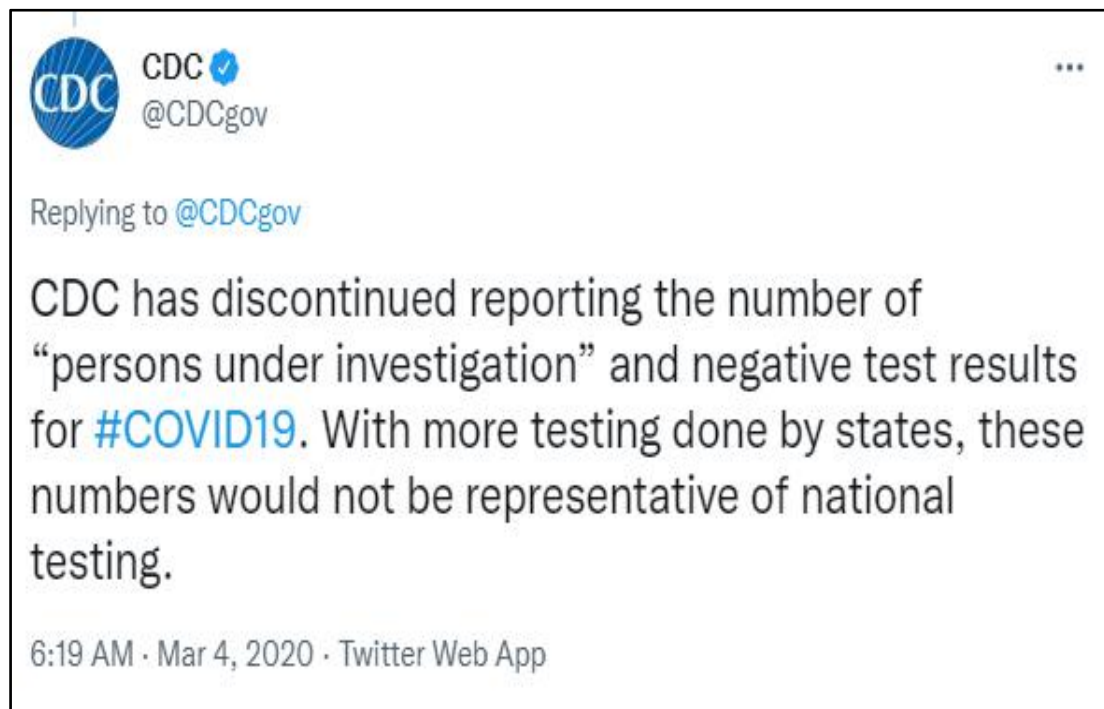 CDC
CDC
@CDCgov
Replying to @CDCgov
CDC has discontinued reporting the number of
“persons under investigation” and negative test results
for #COVID19. With more testing done by states, these
numbers would not be representative of national
testing.
6:19 AM · Mar 4, 2020 · Twitter Web App